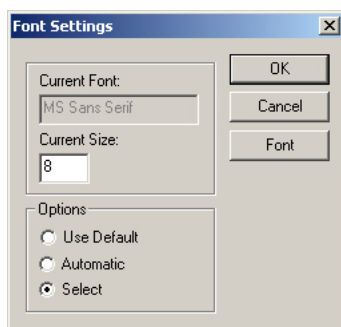 Font Settings
Current Font:
MS Sans Serif
Current Size:
8
OK
Cancel
Font
Options
Use Default
Automatic
Select